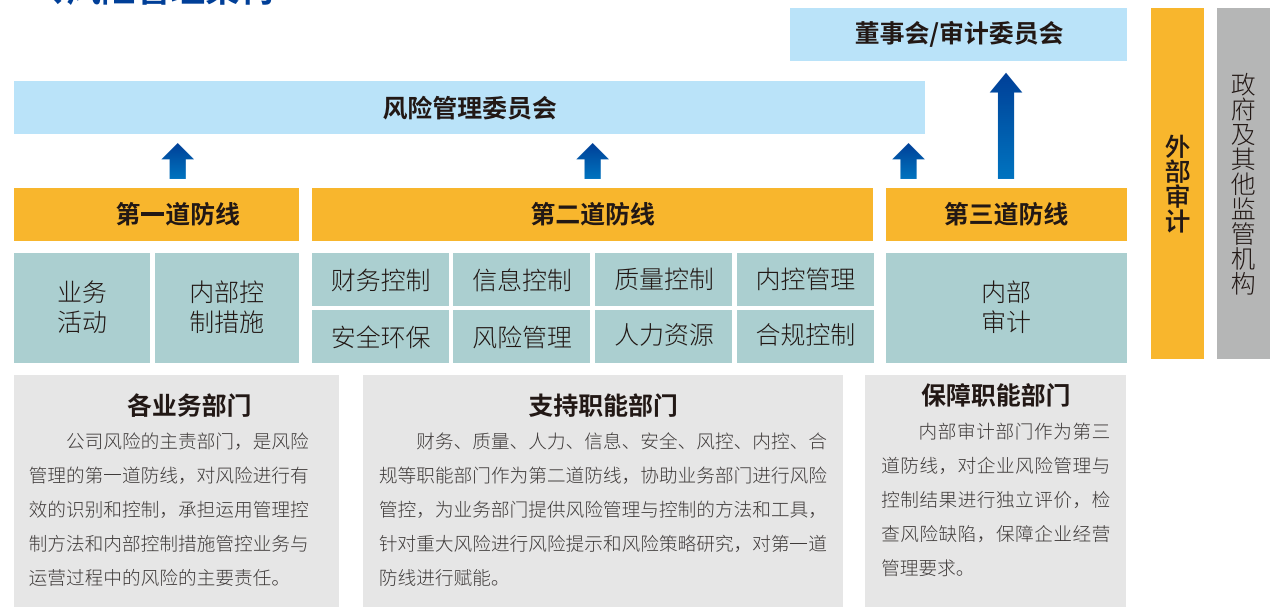 风险管理架构
董事会/审计委员会
风险管理委员会
第一道防线
第二道防线
第三道防线
业务
活动
内部控
制措施
财务控制
信息控制
质量控制
内控管理
安全环保
风险管理
人力资源
合规控制
内部
审计
外部审计
政府及其他监管机构
各业务部门
公司风险的主责部门，是风险
管理的第一道防线，对风险进行有
效的识别和控制，承担运用管理控
制方法和内部控制措施管控业务与
运营过程中的风险的主要责任。
支持职能部门
财务、质量、人力、信息、安全、风控、内控、合
规等职能部门作为第二道防线，协助业务部门进行风险
管控，为业务部门提供风险管理与控制的方法和工具，
针对重大风险进行风险提示和风险策略研究，对第一道
防线进行赋能。
保障职能部门
内部审计部门作为第三
道防线，对企业风险管理与
控制结果进行独立评价，检
查风险缺陷，保障企业经营
管理要求。